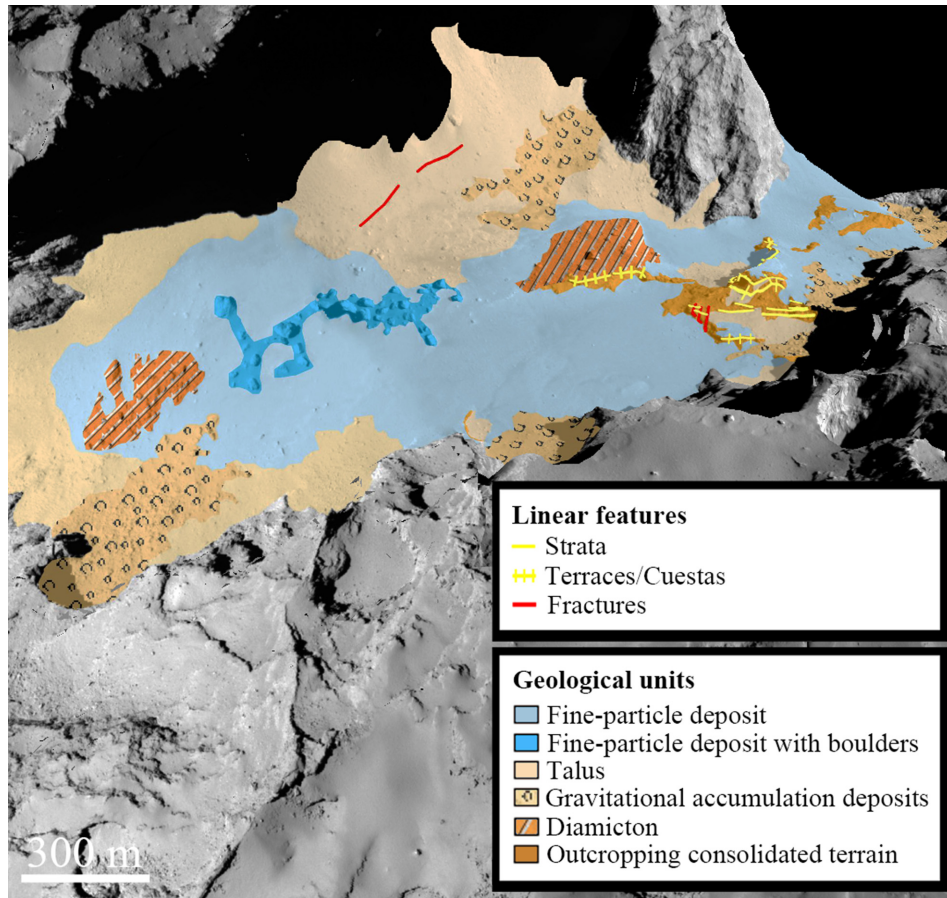 Linear features
Strata
Terraces/Cuestas
Fractures
Geological units
Fine-particle deposit
Fine-particle deposit with boulders
Talus
Gravitational accumulation deposits
Diamicton
Outcropping consolidated terrain
300 m